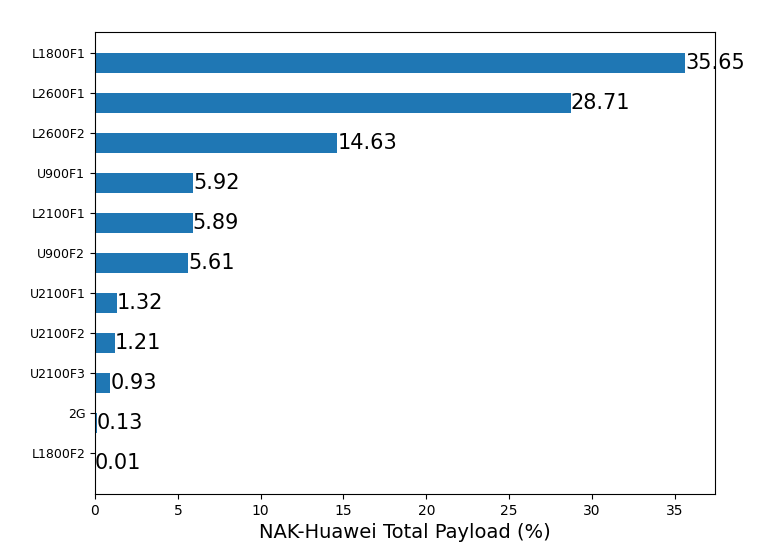 L1800F1 35.65
L2600F1 28.71
L2600F2 14.63
U900F1 5.92
L2100F1 5.89
U900F2 5.61
U2100F1 1.32
U2100F2 1.21
U2100F3 0.93
2G 0.13
L1800F2 0.01
0 5 10 15 20 25 30 35
NAK-Huawei Total Payload (%)